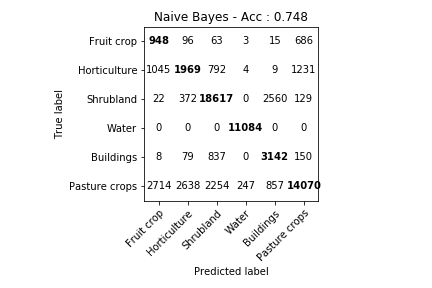 Naive Bayes - Acc : 0.748
Fruit crop 948 96 63 3 15 686
Horticulture 1045 1969 792 4 9 1231
Shrubland 22 372 18617 0 2560 129
Water 0 0 0 11084 0 0
Buildings 8 79 837 0 3142 150
Pasture crops 2714 2638 2254 247 857 14070
True label
Fruit crop Horticulture Shrubland Water Buildings Pasture crops
Predicted label